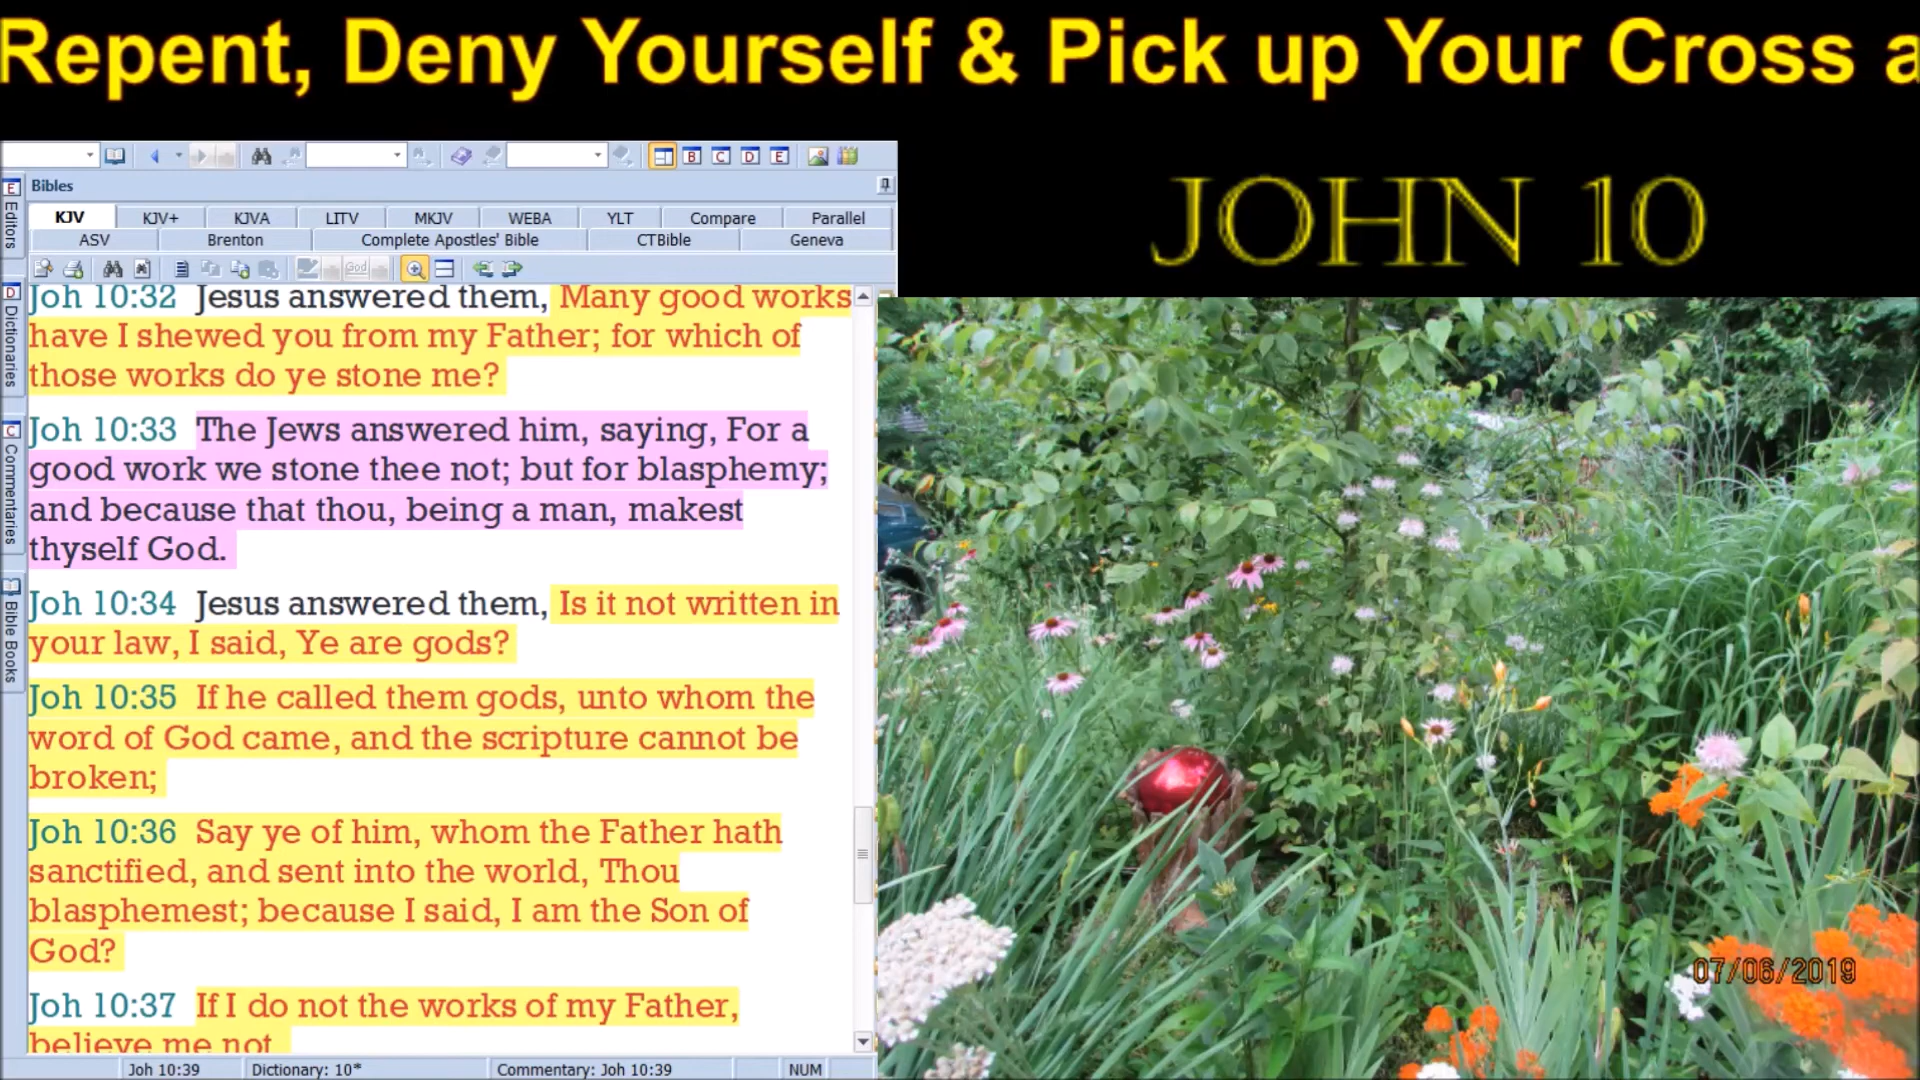 Repent, Deny Yourself & Pick up Your Cross a
JOHN 10
B C D E
Bibles
KJV KJV+ KJVA LITV MKJV WEBA YLT Compare Parallel
ASV Brenton Complete Apostles' Bible CTBible Geneva
God
E Editors
D Dictionaries
C Commentaries
Bible Books
Joh 10:32 Jesus answered them, Many good works
have I shewed you from my Father; for which of
those works do ye stone me?
Joh 10:33 The Jews answered him, saying, For a
good work we stone thee not; but for blasphemy;
and because that thou, being a man, makest
thyself God.
Joh 10:34 Jesus answered them, Is it not written in
your law, I said, Ye are gods?
Joh 10:35 If he called them gods, unto whom the
word of God came, and the scripture cannot be
broken;
Joh 10:36 Say ye of him, whom the Father hath
sanctified, and sent into the world, Thou
blasphemest; because I said, I am the Son of
God?
Joh 10:37 If I do not the works of my Father,
believe me not
07/06/2019
Joh 10:39 Dictionary: 10* Commentary: Joh 10:39 NUM